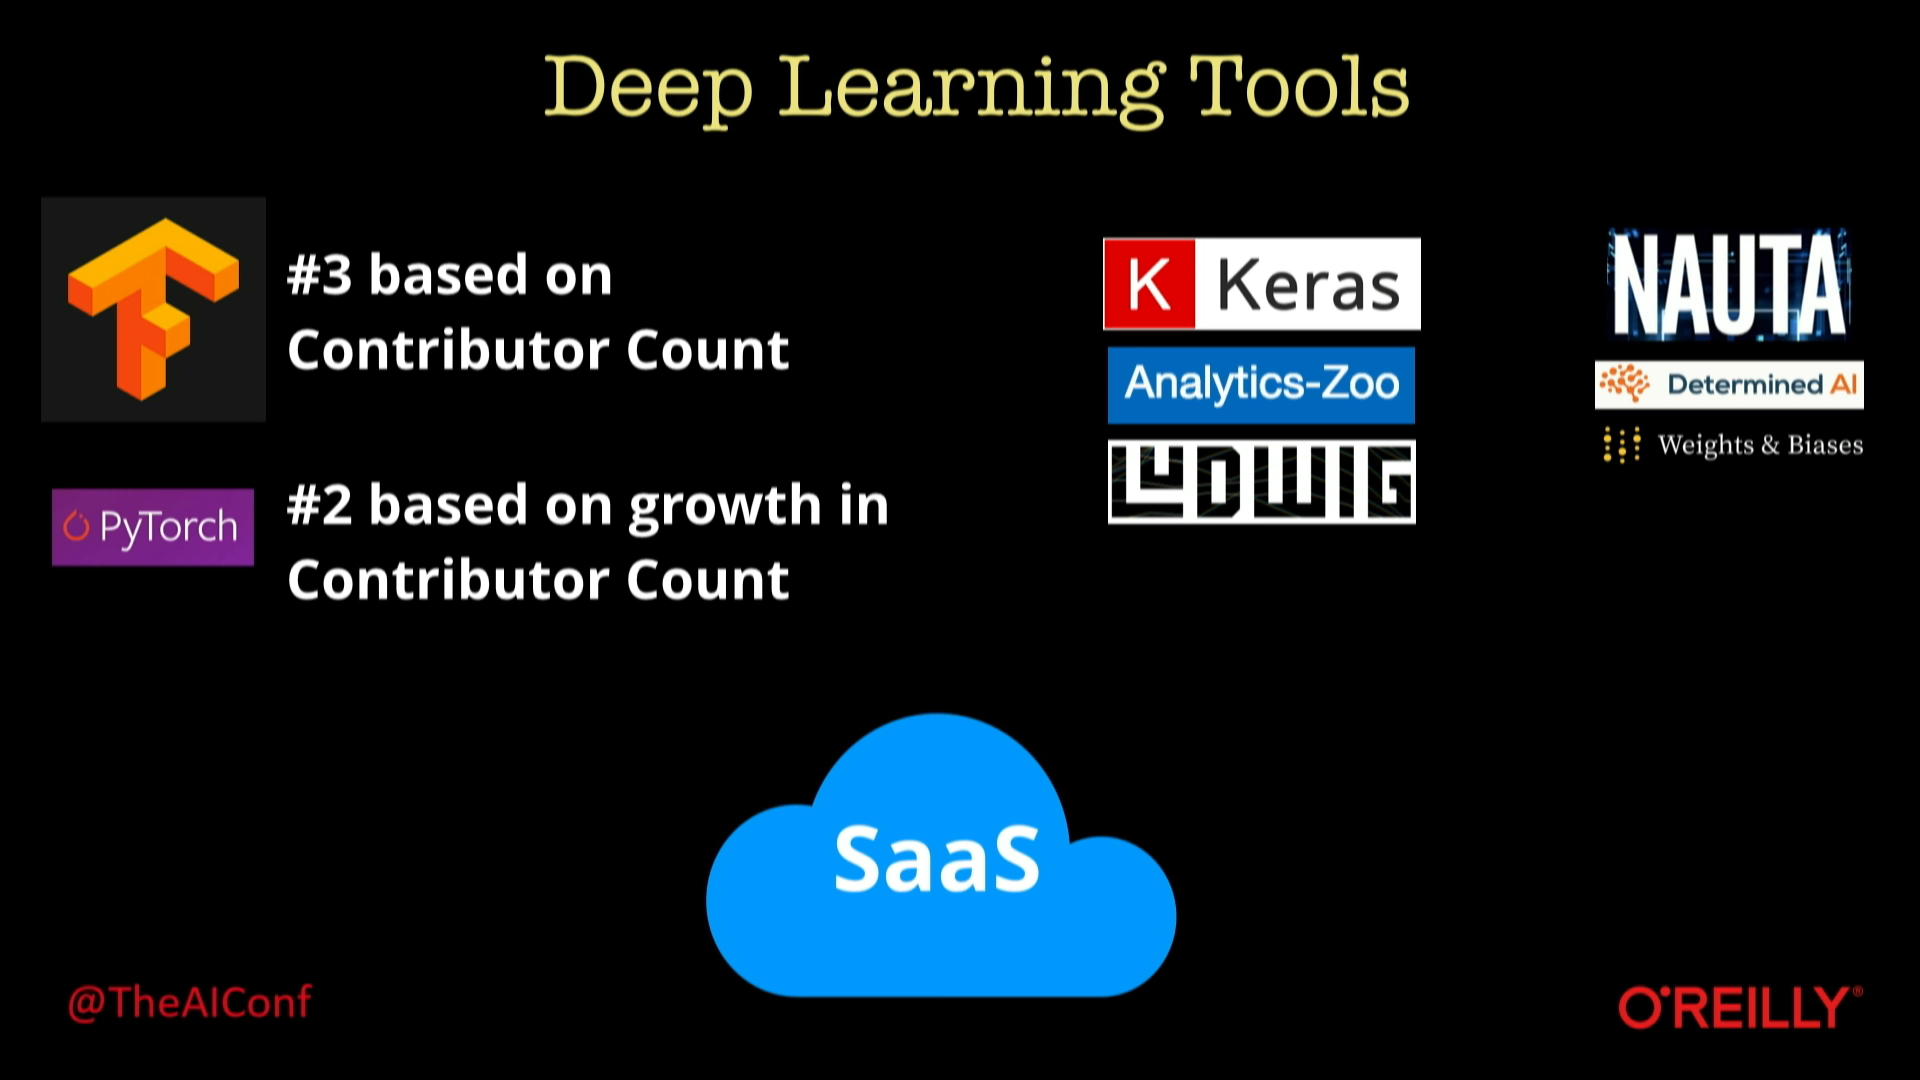 Deep Learning Tools
#3 based on
Contributor Count
PyTorch
#2 based on growth in
Contributor Count
K Keras
Analytics-Zoo
LUDWIG
NAUTA
Determined AI
Weights & Biases
SaaS
@TheAIConf
O'REILLY®